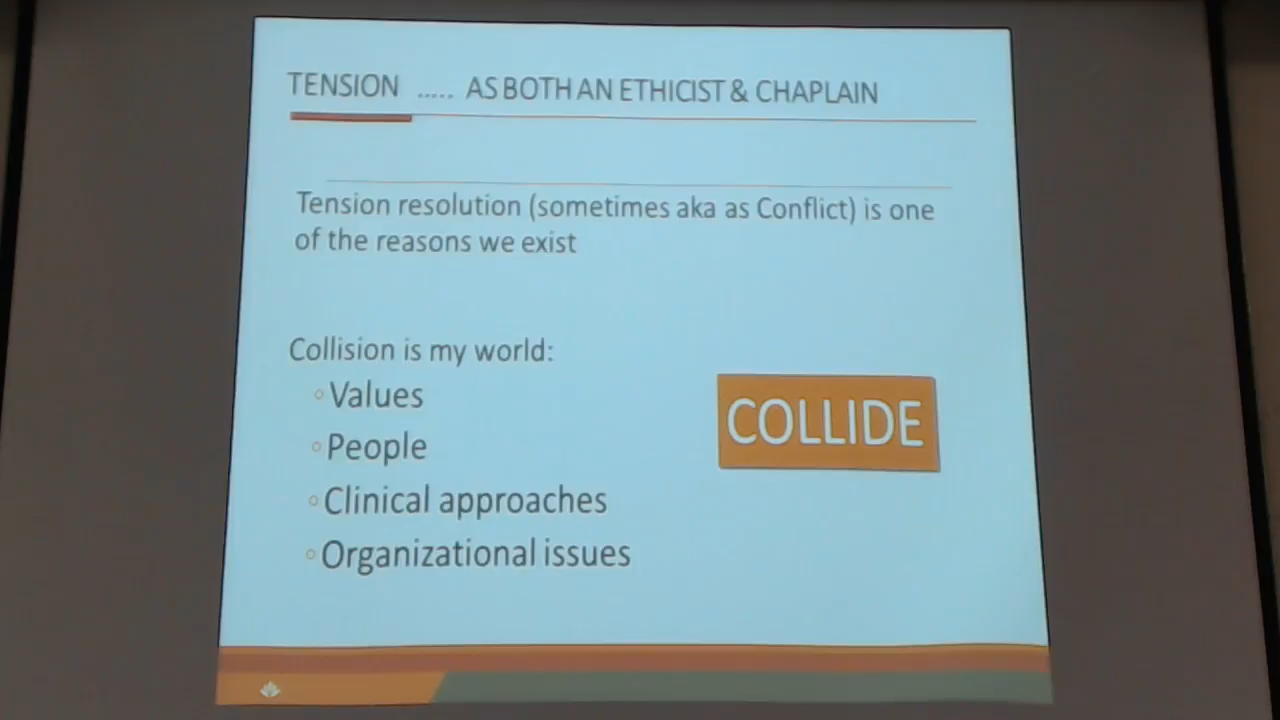 TENSION ..... AS BOTH AN ETHICIST & CHAPLAIN
Tension resolution (sometimes aka as Conflict) is one
of the reasons we exist
Collision is my world:
Values
People
Clinical approaches
Organizational issues
COLLIDE